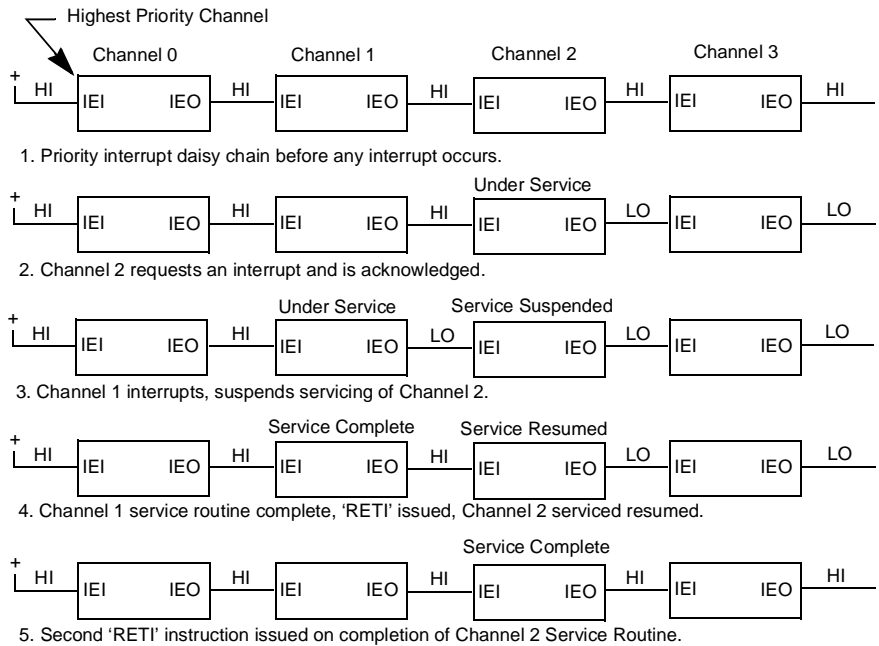 Highest Priority Channel
Channel 0 Channel 1 Channel 2 Channel 3
+ HI IEI IEO HI IEI IEO HI IEI IEO HI IEI IEO HI
1. Priority interrupt daisy chain before any interrupt occurs.
Under Service
+ HI IEI IEO HI IEI IEO HI IEI IEO LO IEI IEO LO
2. Channel 2 requests an interrupt and is acknowledged.
Under Service Service Suspended
+ HI IEI IEO HI IEI IEO LO IEI IEO LO IEI IEO LO
3. Channel 1 interrupts, suspends servicing of Channel 2.
Service Complete Service Resumed
+ HI IEI IEO HI IEI IEO HI IEI IEO LO IEI IEO LO
4. Channel 1 service routine complete, ‘RETI’ issued, Channel 2 serviced resumed.
Service Complete
+ HI IEI IEO HI IEI IEO HI IEI IEO HI IEI IEO HI
5. Second ‘RETI’ instruction issued on completion of Channel 2 Service Routine.